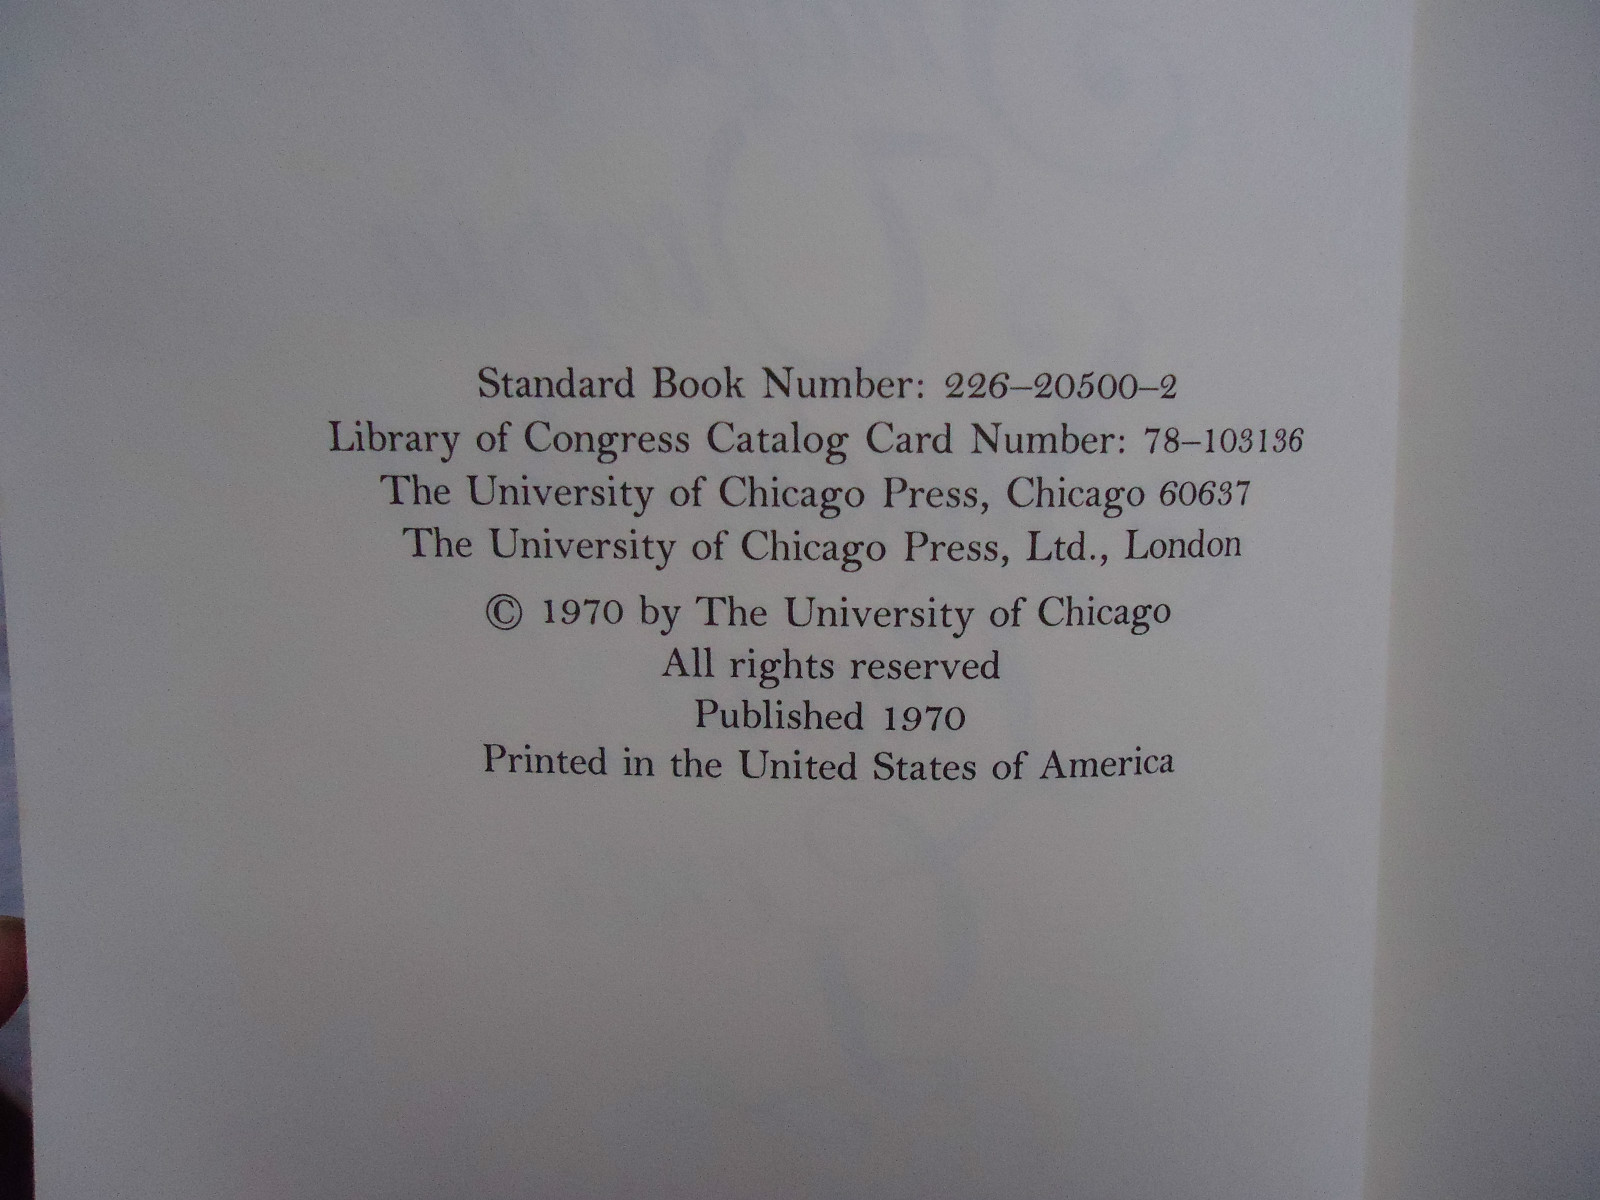 Standard Book Number: 226–20500–2
Library of Congress Catalog Card Number: 78–103136
The University of Chicago Press, Chicago 60637
The University of Chicago Press, Ltd., London
© 1970 by The University of Chicago
All rights reserved
Published 1970
Printed in the United States of America